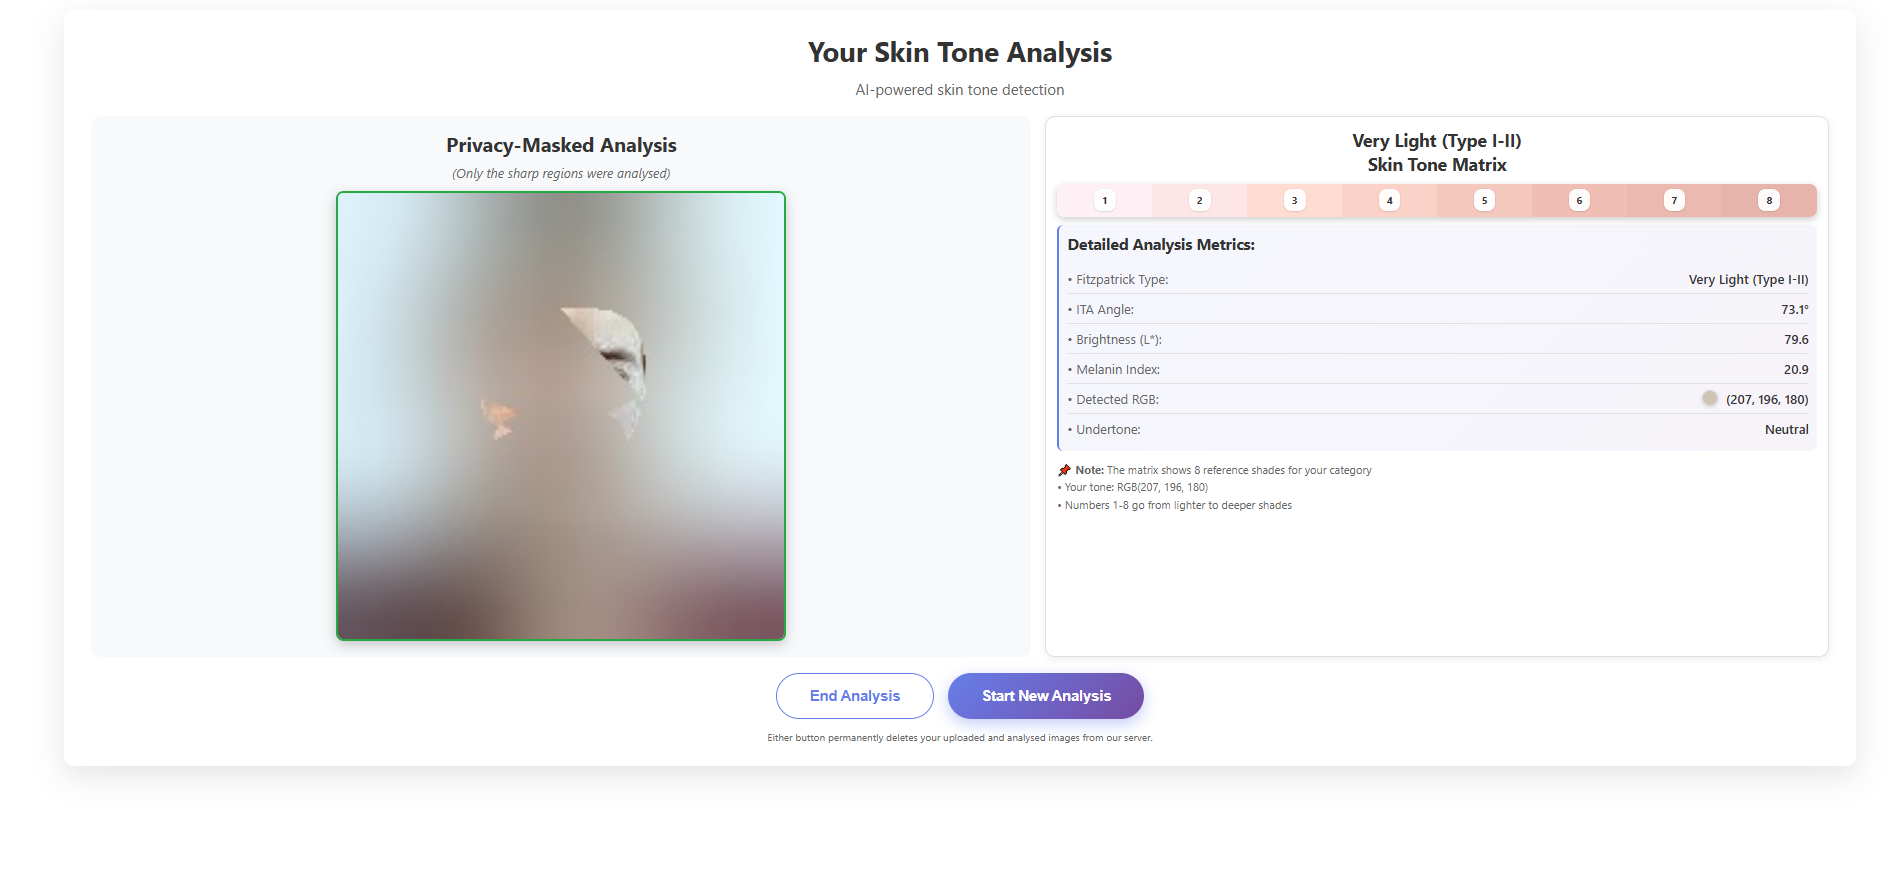 Your Skin Tone Analysis
AI-powered skin tone detection
Privacy-Masked Analysis
(Only the sharp regions were analysed)
Very Light (Type I-II)
Skin Tone Matrix
1 2 3 4 5 6 7 8
Detailed Analysis Metrics:
• Fitzpatrick Type: Very Light (Type I-II)
• ITA Angle: 73.1°
• Brightness (L*): 79.6
• Melanin Index: 20.9
• Detected RGB: (207, 196, 180)
• Undertone: Neutral
📌 Note: The matrix shows 8 reference shades for your category
• Your tone: RGB(207, 196, 180)
• Numbers 1-8 go from lighter to deeper shades
End Analysis Start New Analysis
Either button permanently deletes your uploaded and analysed images from our server.